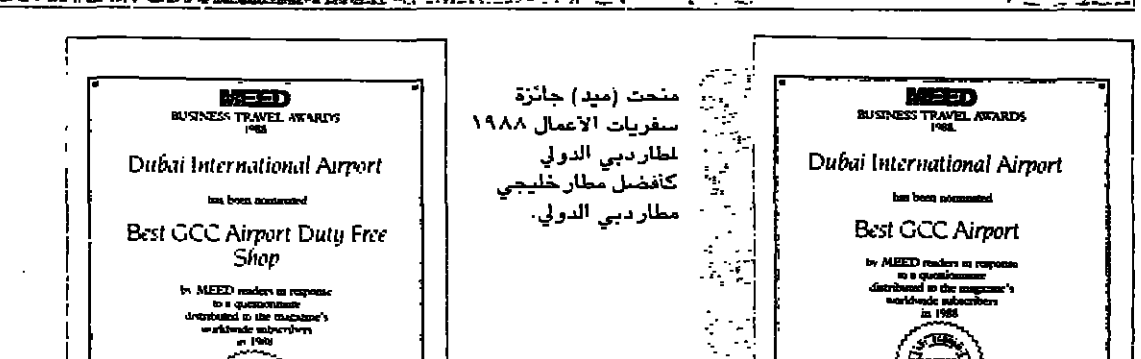 MEED
BUSINESS TRAVEL AWARDS
1988
Dubai International Airport
has been nominated
Best GCC Airport Duty Free
Shop
by MEED readers in response
to a questionnaire
distributed to the magazine's
worldwide subscribers
in 1988
منحت (ميد) جائزة
سفريات الأعمال ١٩٨٨
لمطار دبي الدولي
كأفضل مطار خليجي
مطار دبي الدولي.
MEED
BUSINESS TRAVEL AWARDS
1988
Dubai International Airport
has been nominated
Best GCC Airport
by MEED readers in response
to a questionnaire
distributed to the magazine's
worldwide subscribers
in 1988